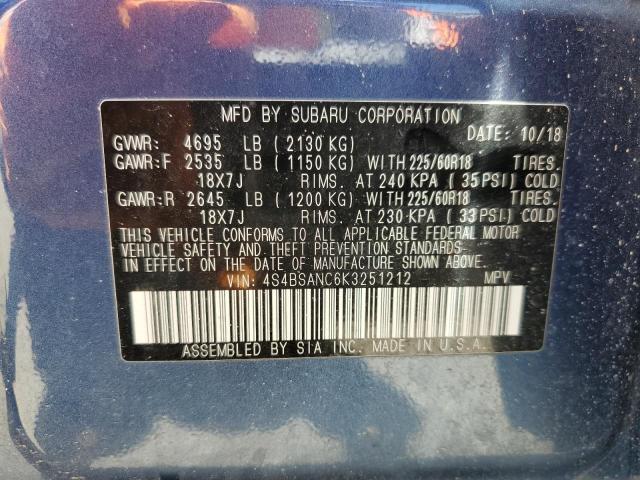 MFD BY SUBARU CORPORATION
GVWR: 4695 LB ( 2130 KG) DATE: 10/18
GAWR:F 2535 LB ( 1150 KG) WITH 225/60R18 TIRES.
18X7J RIMS. AT 240 KPA ( 35 PSI) COLD
GAWR:R 2645 LB ( 1200 KG) WITH 225/60R18 TIRES.
18X7J RIMS. AT 230 KPA ( 33 PSI) COLD
THIS VEHICLE CONFORMS TO ALL APPLICABLE FEDERAL MOTOR
VEHICLE SAFETY AND THEFT PREVENTION STANDARDS
IN EFFECT ON THE DATE OF MANUFACTURE SHOWN ABOVE.
VIN: 4S4BSANC6K3251212 MPV
ASSEMBLED BY SIA INC. MADE IN U.S.A.